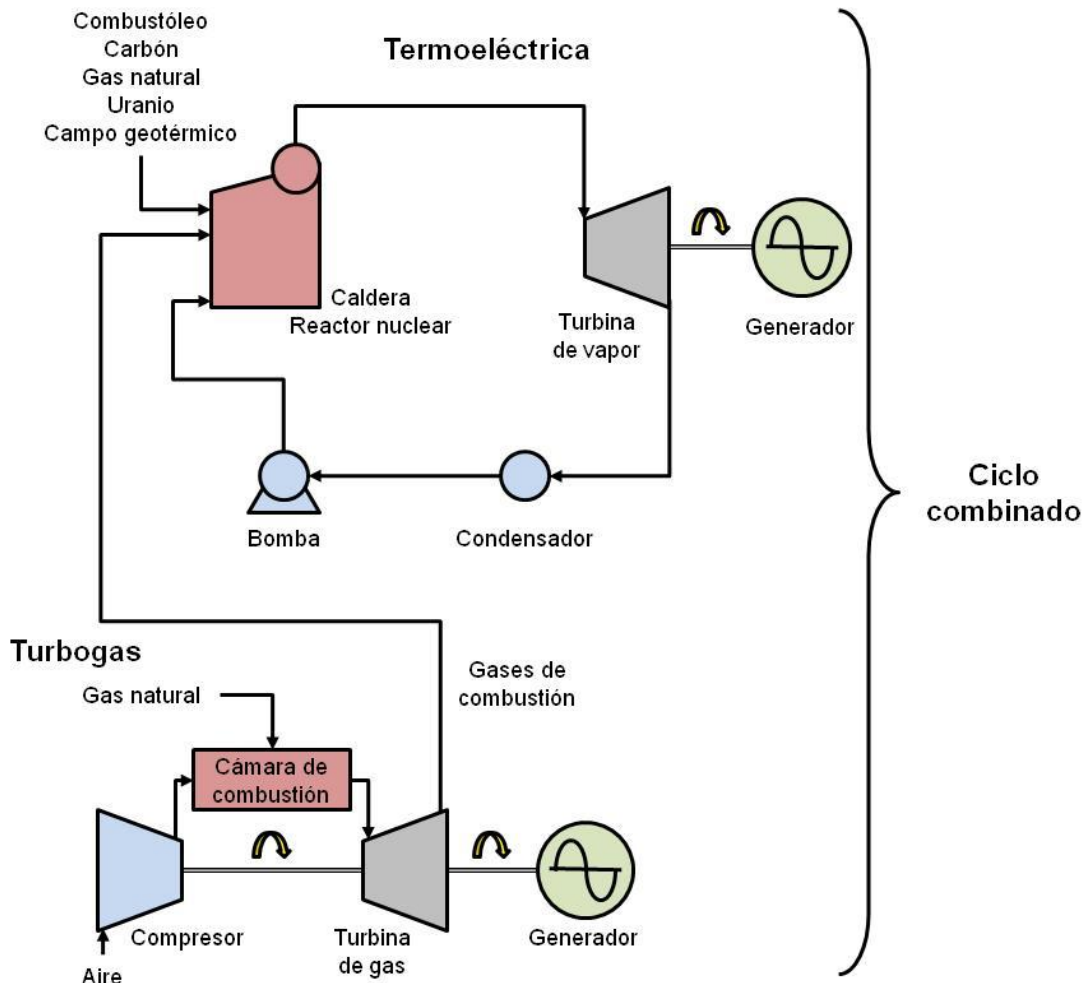 Combustóleo
Carbón
Gas natural
Uranio
Campo geotérmico
Termoeléctrica
Caldera
Reactor nuclear
Turbina
de vapor
Generador
Bomba
Condensador
Ciclo
combinado
Turbogas
Gas natural
Gases de
combustión
Cámara de
combustión
Compresor
Turbina
de gas
Generador
Aire